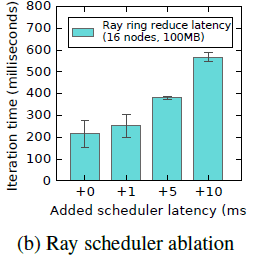 800
700
600
500
400
300
200
100
0
Iteration time (milliseconds)
Ray ring reduce latency
(16 nodes, 100MB)
+0 +1 +5 +10
Added scheduler latency (ms
(b) Ray scheduler ablation